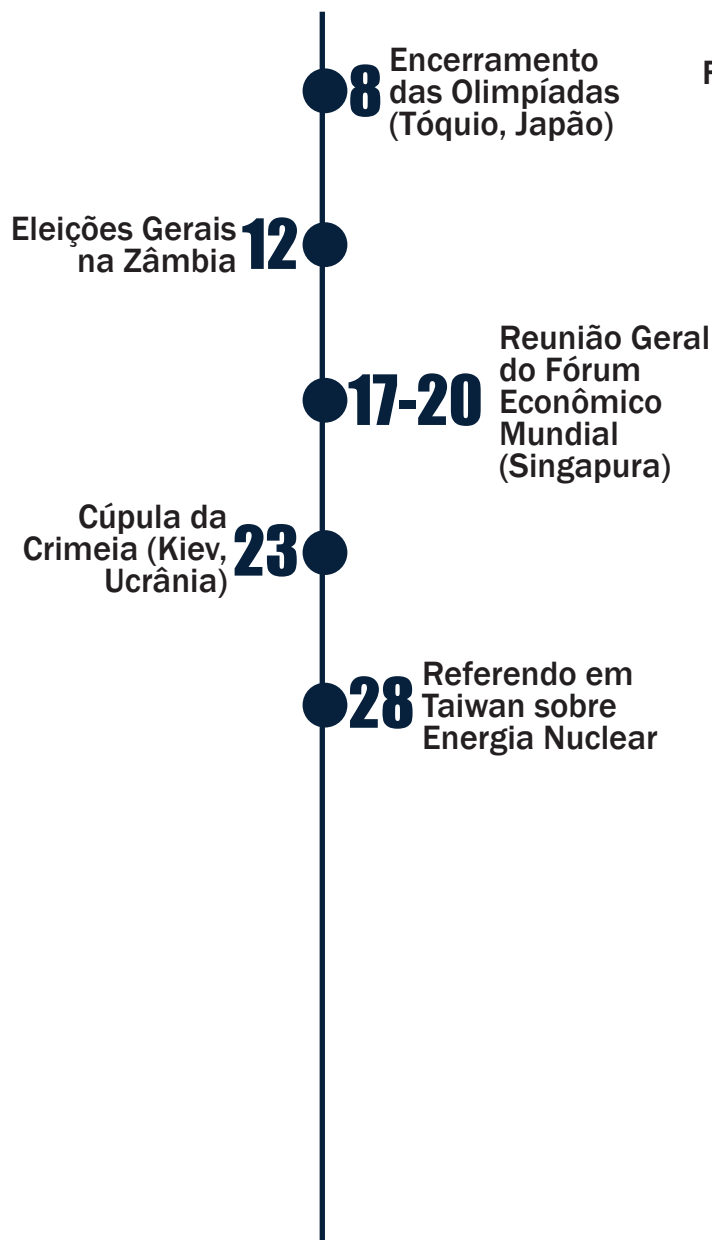 8
Encerramento
das Olimpíadas
(Tóquio, Japão)
F
Eleições Gerais
na Zâmbia
12
17-20
Reunião Geral
do Fórum
Econômico
Mundial
(Singapura)
Cúpula da
Crimeia (Kiev,
Ucrânia)
23
28
Referendo em
Taiwan sobre
Energia Nuclear